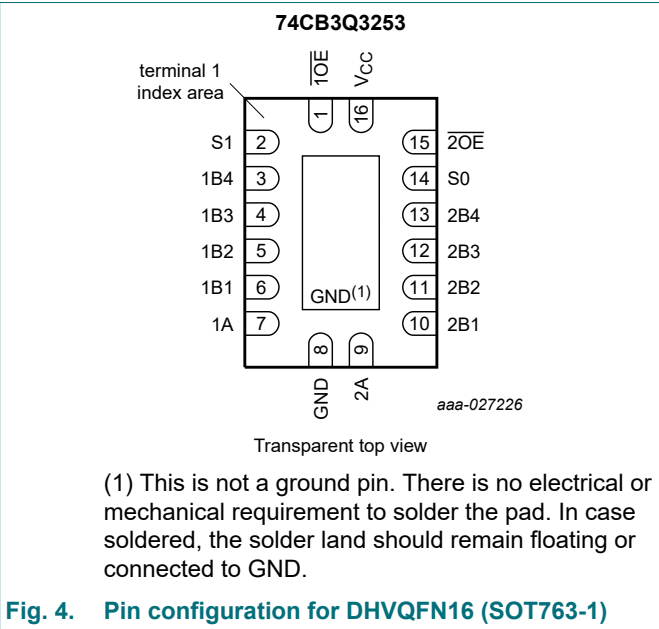 74CB3Q3253
terminal 1
index area
1OE
VCC
1
16
S1 2
15 2OE
1B4 3
14 S0
1B3 4
13 2B4
1B2 5
12 2B3
1B1 6
11 2B2
GND(1)
1A 7
10 2B1
8
9
GND
2A
aaa-027226
Transparent top view
(1) This is not a ground pin. There is no electrical or
mechanical requirement to solder the pad. In case
soldered, the solder land should remain floating or
connected to GND.
Fig. 4. Pin configuration for DHVQFN16 (SOT763-1)